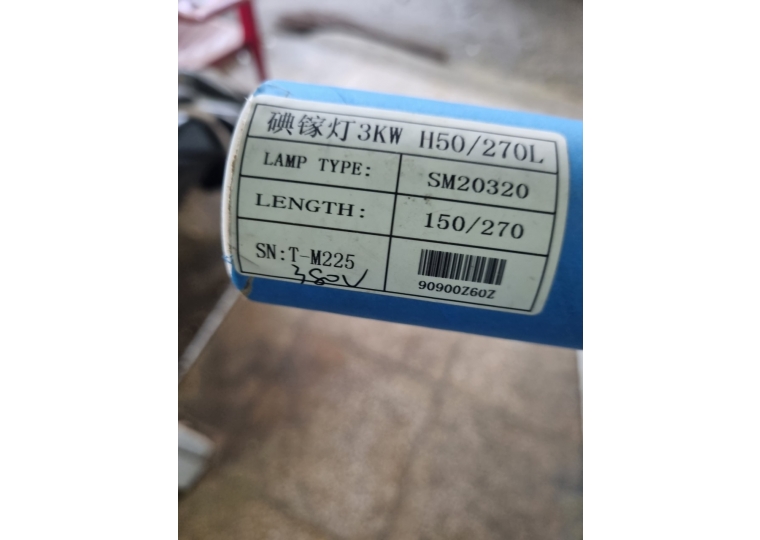 碘镓灯3KW H50/270L
LAMP TYPE: SM20320
LENGTH: 150/270
SN:T-M225
380V
90900Z60Z